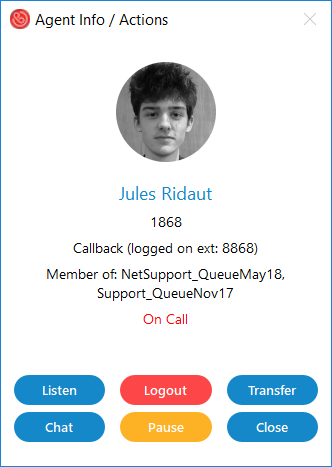 Agent Info / Actions
Jules Ridaut
1868
Callback (logged on ext: 8868)
Member of: NetSupport_QueueMay18,
Support_QueueNov17
On Call
Listen Logout Transfer
Chat Pause Close